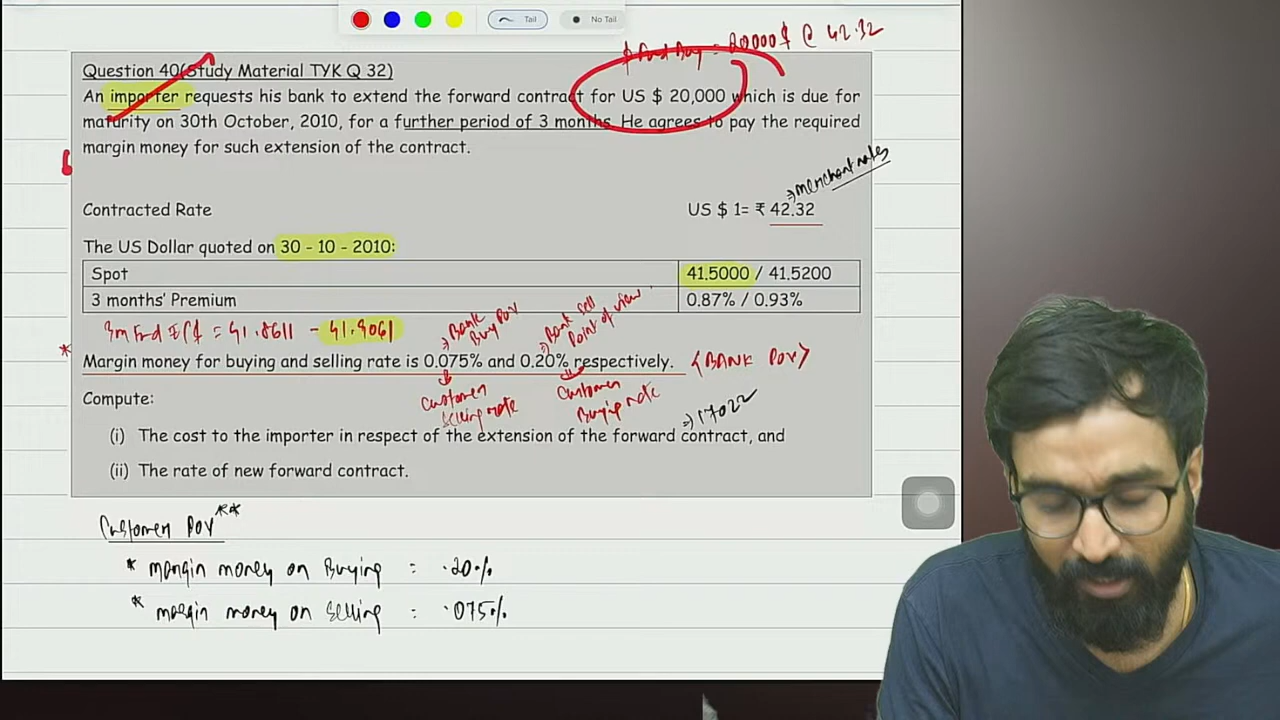 Tail
No Tail
$ Fwd Buy = 20000$ @ 42.32
Question 40(Study Material TYK Q 32)
An importer requests his bank to extend the forward contract for US $ 20,000 which is due for
maturity on 30th October, 2010, for a further period of 3 months. He agrees to pay the required
margin money for such extension of the contract.
merchant rates
Contracted Rate US $ 1= ₹ 42.32
The US Dollar quoted on 30 - 10 - 2010:
Spot 41.5000 / 41.5200
3 months' Premium 0.87% / 0.93%
3m Fwd ₹/$ = 41.8611 - 41.9061
Bank Buy POV
Bank sell Point of view
Margin money for buying and selling rate is 0.075% and 0.20% respectively. {BANK POV}
Customer Selling rate
Customer Buying rate
Compute:
17022
(i) The cost to the importer in respect of the extension of the forward contract, and
(ii) The rate of new forward contract.
Customer POV**
* margin money on Buying : .20%
* margin money on Selling : .075%